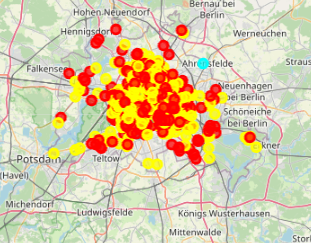 Hohen Neuendorf
Bernau bei
Berlin
Hennigsdorf
Werneuchen
Ahrensfelde
Falkensee
Neuenhagen
bei Berlin
Schöneiche
bei Berlin
Potsdam
Teltow
(Havel)
Michendorf
Ludwigsfelde
Königs Wusterhausen
Mittenwalde